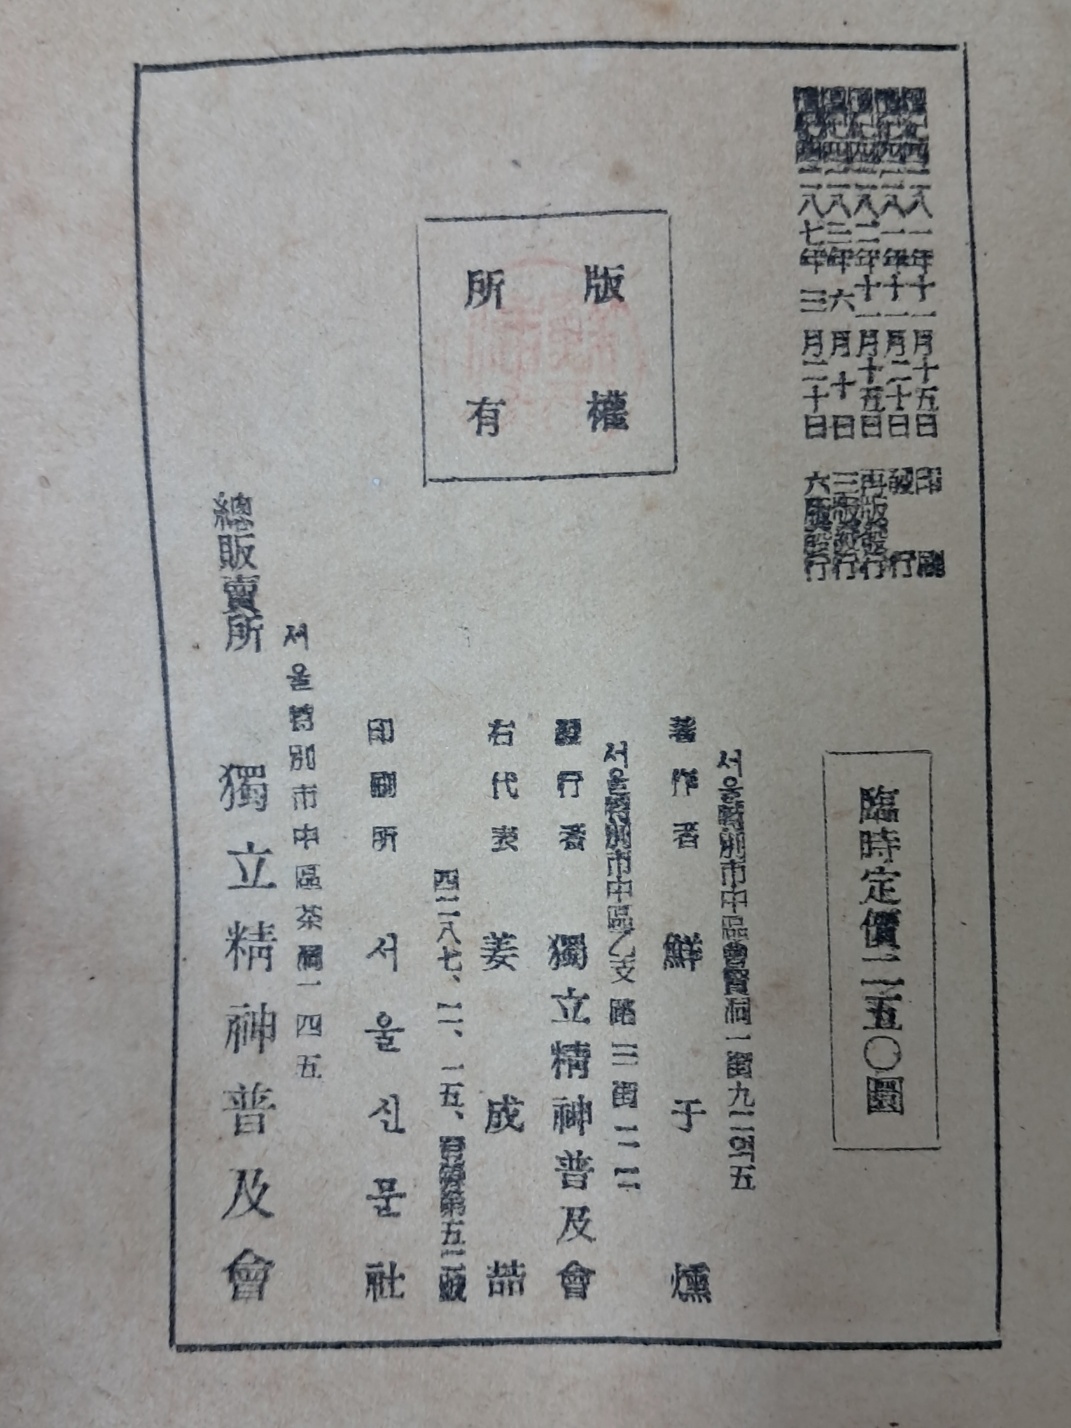 檀紀四二八一年十一月十五日 印刷
檀紀四二八一年十一月二十日 發行
檀紀四二八二年十一月十五日 再版發行
檀紀四二八三年六月十日 三版發行
檀紀四二八七年三月二十日 六版發行
臨時定價二五〇圜
版權
所有
서울特別市中區會賢洞一街九二의五
著作者 鮮于燻
서울特別市中區乙支路三街二二
發行者 獨立精神普及會
右代表 姜成喆
四二八七、二、一五、
印刷所 서울신문社
서울特別市中區茶洞一四五
總販賣所 獨立精神普及會